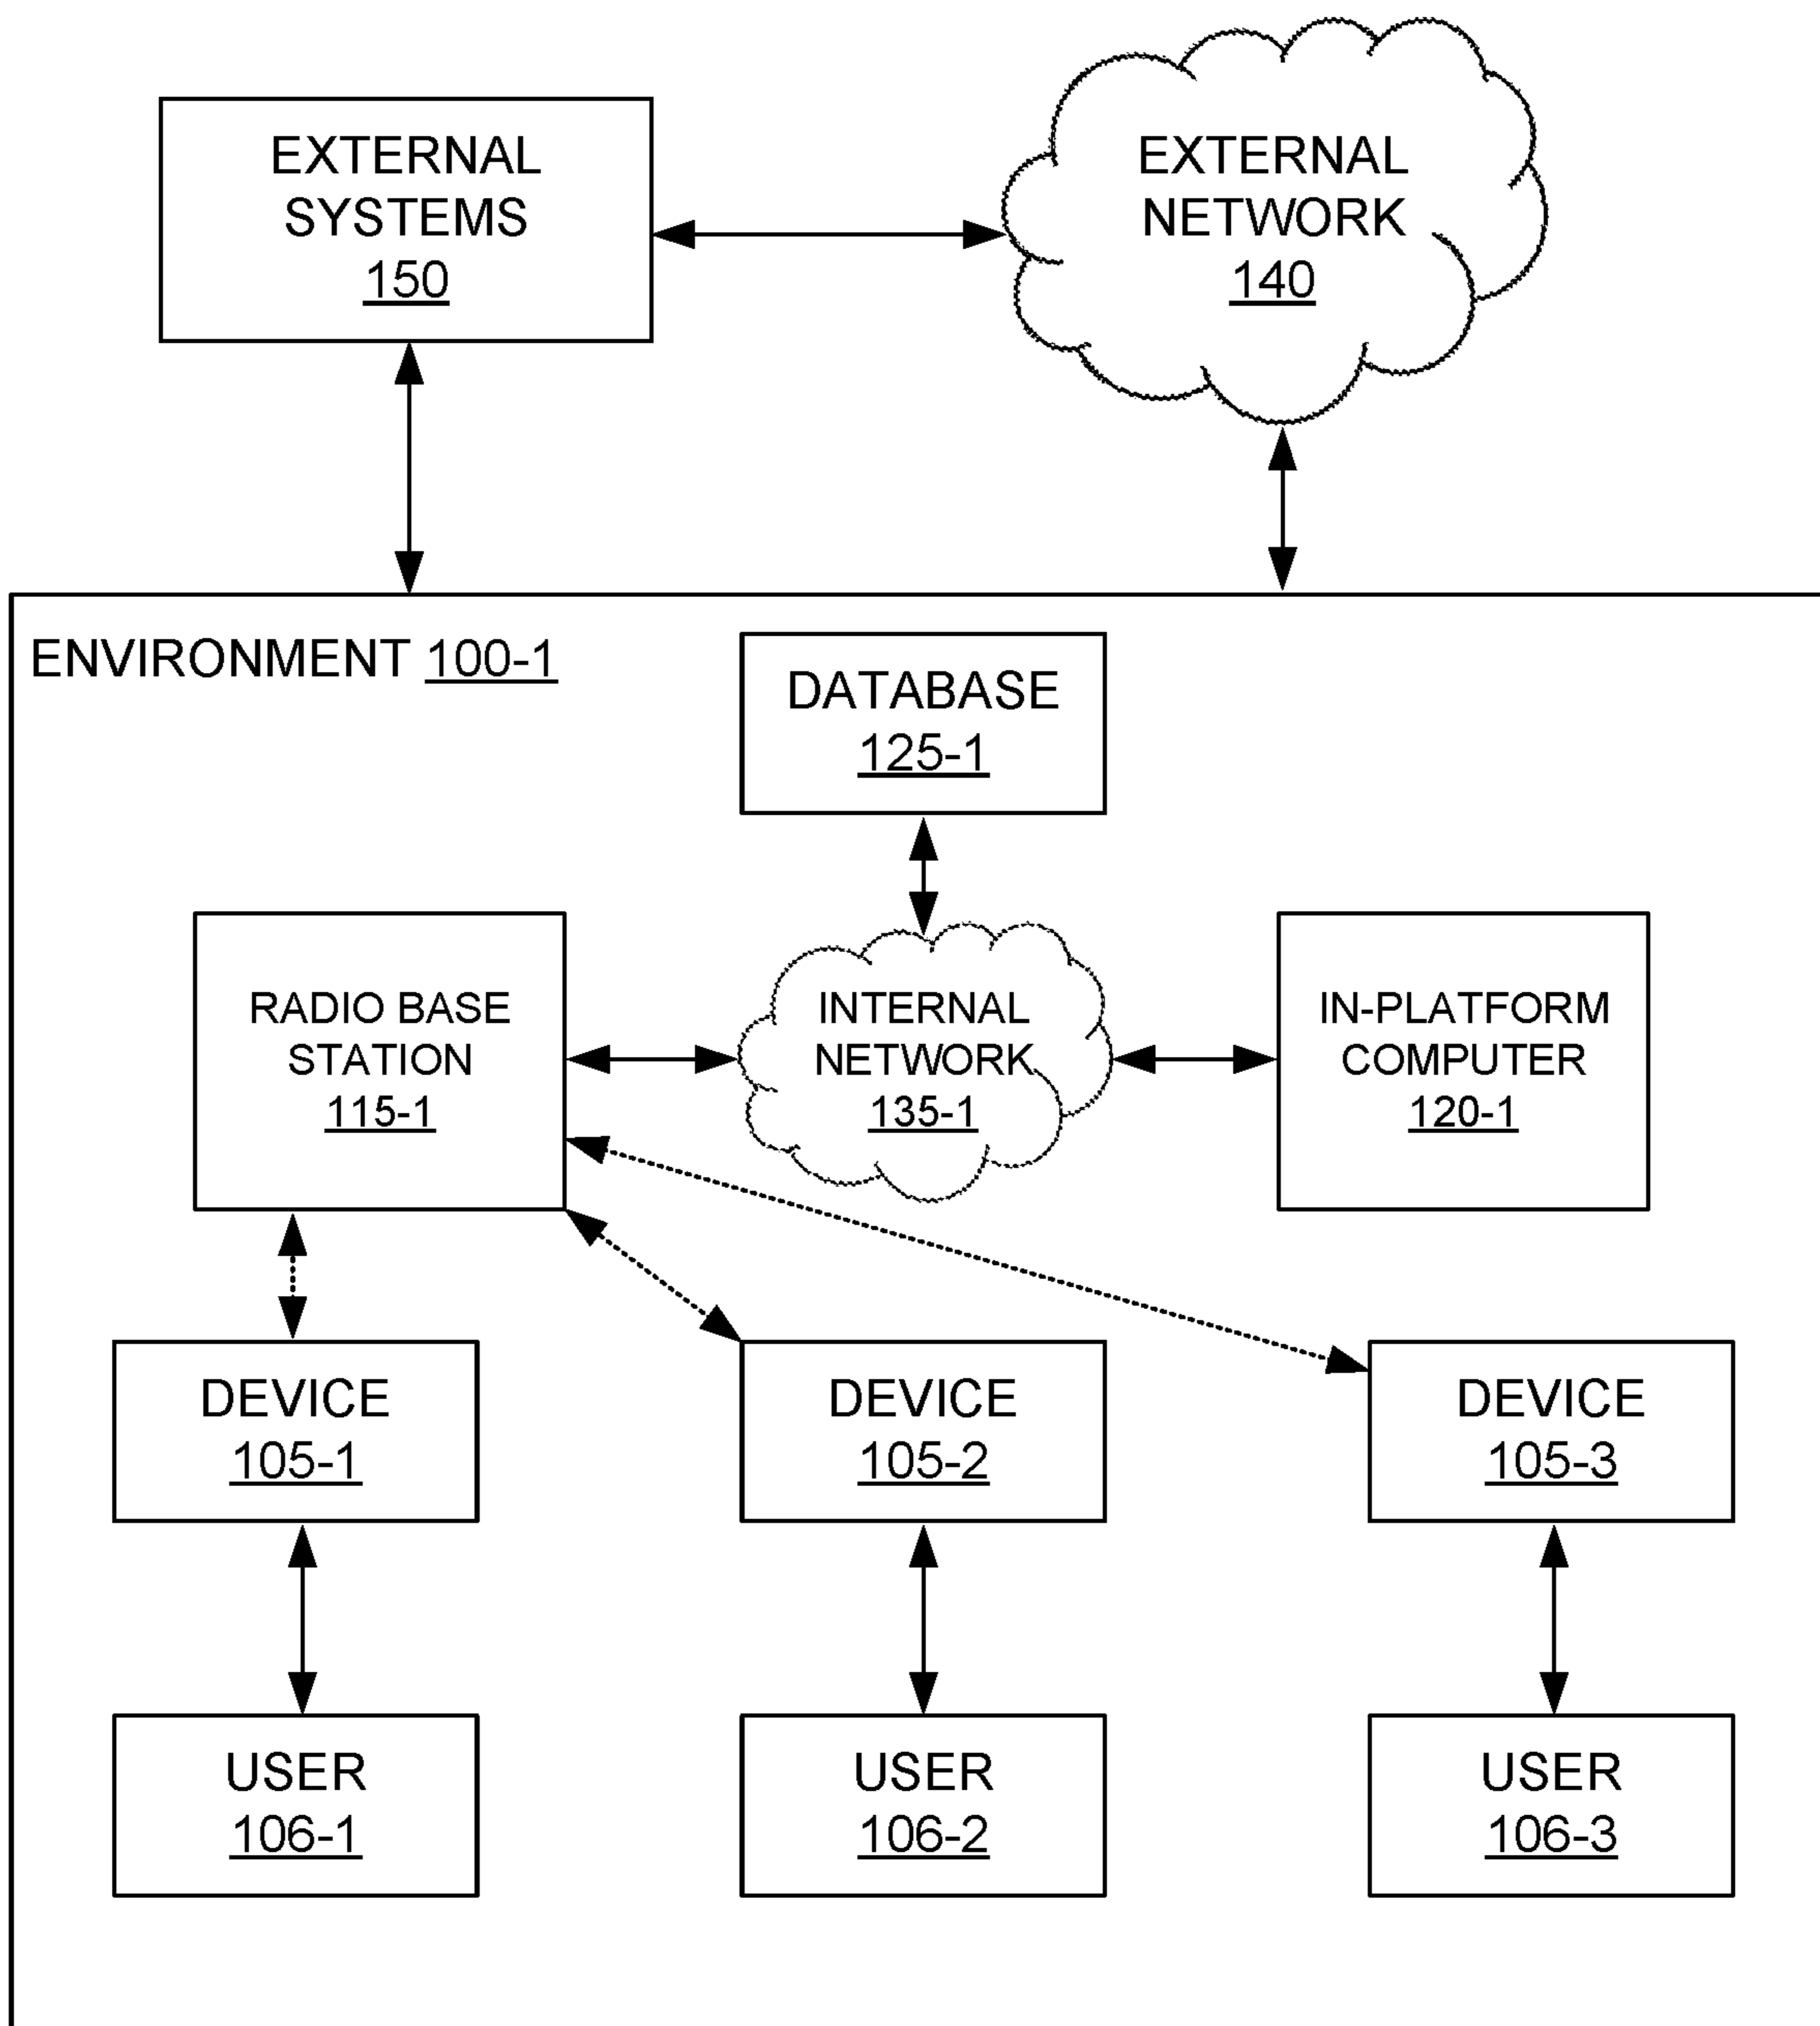 EXTERNAL
SYSTEMS
150
EXTERNAL
NETWORK
140
ENVIRONMENT 100-1
DATABASE
125-1
RADIO BASE
STATION
115-1
INTERNAL
NETWORK
135-1
IN-PLATFORM
COMPUTER
120-1
DEVICE
105-1
DEVICE
105-2
DEVICE
105-3
USER
106-1
USER
106-2
USER
106-3